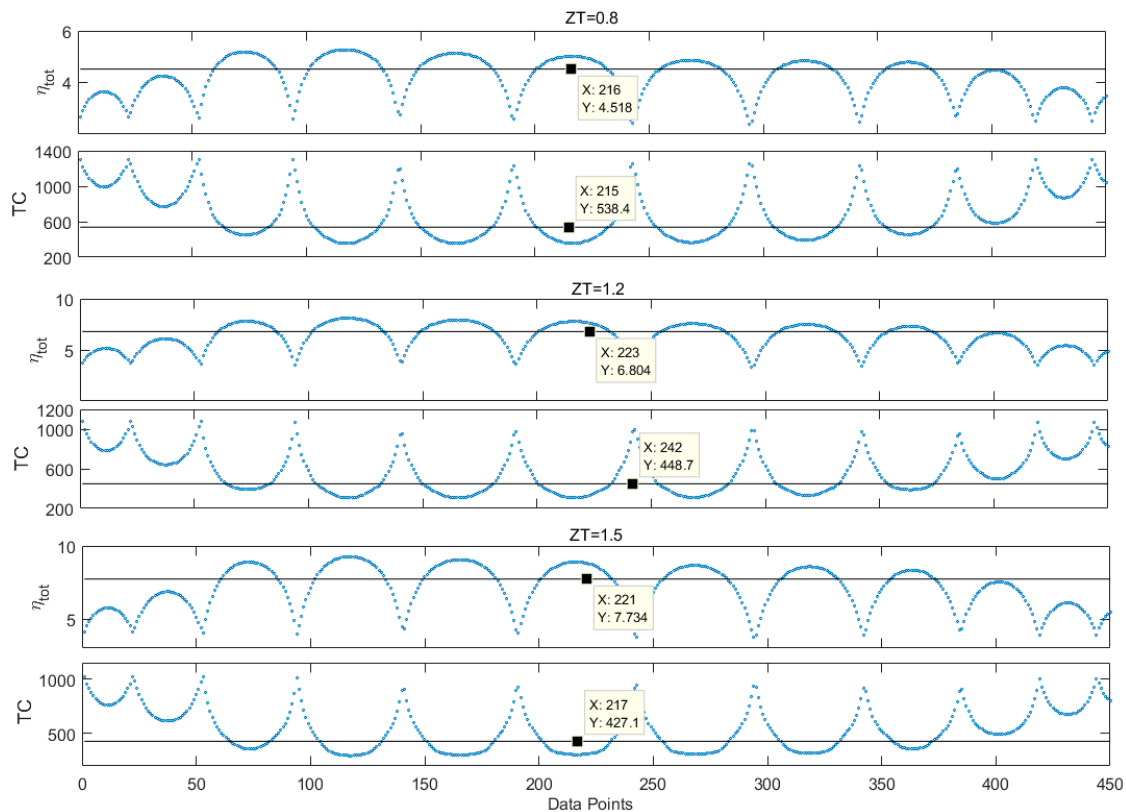 ZT=0.8
6
4
η_tot
X: 216
Y: 4.518
1400
1000
600
200
TC
X: 215
Y: 538.4
ZT=1.2
10
5
η_tot
X: 223
Y: 6.804
1200
1000
600
200
TC
X: 242
Y: 448.7
ZT=1.5
10
5
η_tot
X: 221
Y: 7.734
1000
500
TC
X: 217
Y: 427.1
0 50 100 150 200 250 300 350 400 450
Data Points